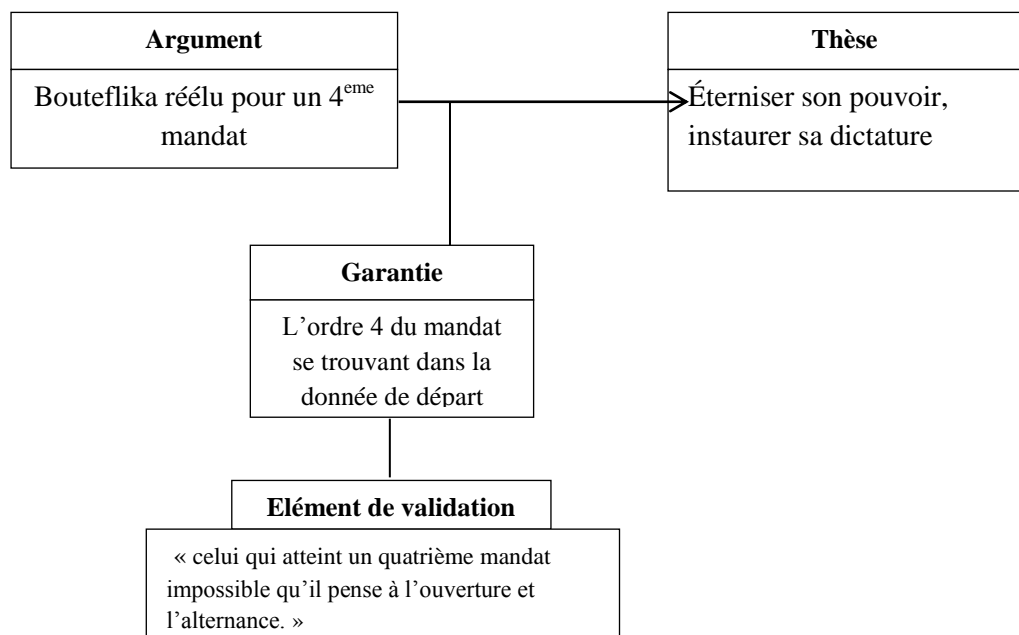 Argument
Bouteflika réélu pour un 4eme
mandat
Thèse
Éterniser son pouvoir,
instaurer sa dictature
Garantie
L’ordre 4 du mandat
se trouvant dans la
donnée de départ
Elément de validation
« celui qui atteint un quatrième mandat
impossible qu’il pense à l’ouverture et
l’alternance. »